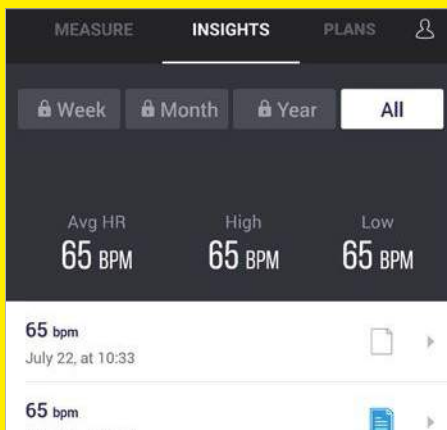 MEASURE INSIGHTS PLANS
Week Month Year All
Avg HR High Low
65 BPM 65 BPM 65 BPM
65 bpm
July 22, at 10:33
65 bpm